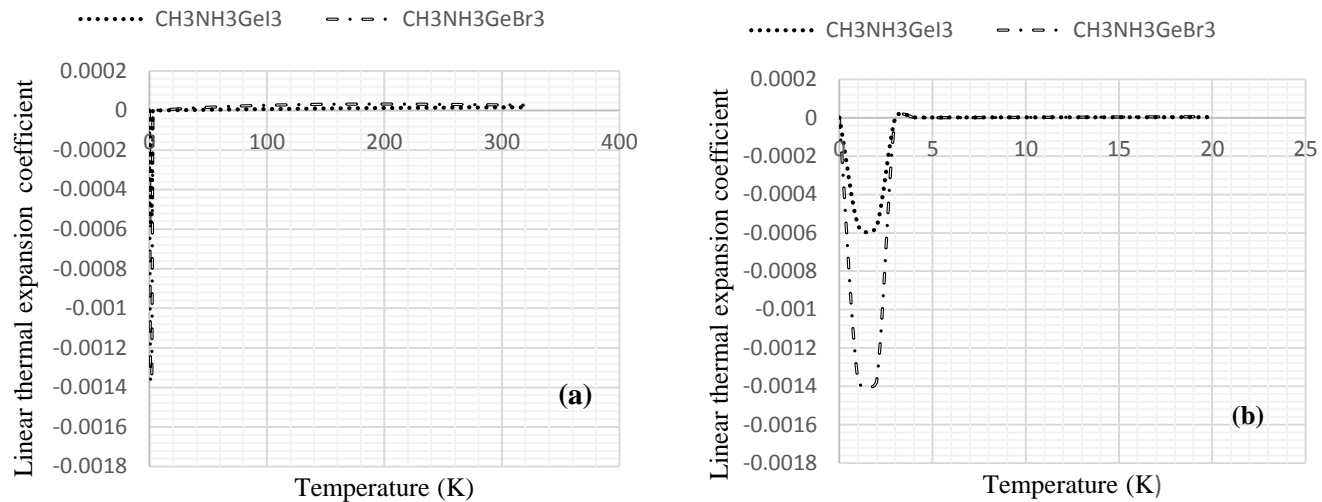 CH3NH3GeI3 CH3NH3GeBr3
Linear thermal expansion coefficient
0.0002
0
-0.0002
-0.0004
-0.0006
-0.0008
-0.001
-0.0012
-0.0014
-0.0016
-0.0018
0 100 200 300 400
(a)
Temperature (K)
CH3NH3GeI3 CH3NH3GeBr3
Linear thermal expansion coefficient
0.0002
0
-0.0002
-0.0004
-0.0006
-0.0008
-0.001
-0.0012
-0.0014
-0.0016
-0.0018
0 5 10 15 20 25
(b)
Temperature (K)